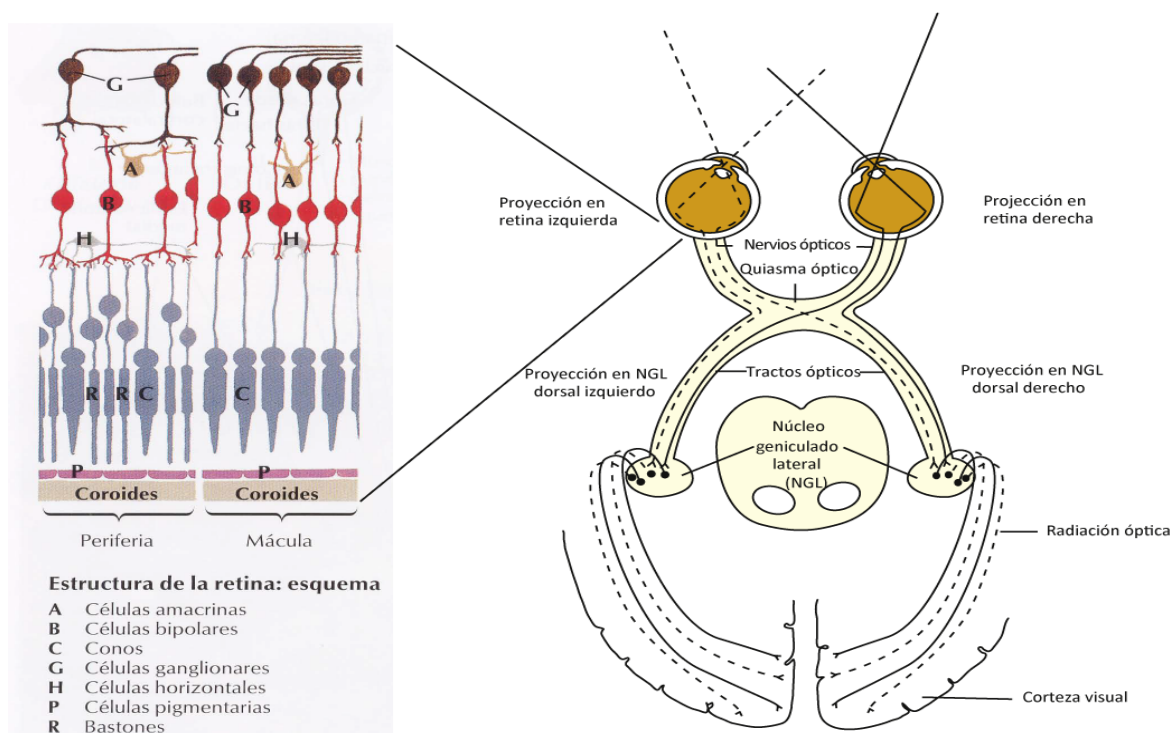 G
G
A
A
B
B
H
H
R
R
C
C
P
P
Coroides
Coroides
Periferia
Mácula
Estructura de la retina: esquema
A Células amacrinas
B Células bipolares
C Conos
G Células ganglionares
H Células horizontales
P Células pigmentarias
R Bastones
Proyección en
retina izquierda
Projección en
retina derecha
Nervios ópticos
Quiasma óptico
Proyección en NGL
dorsal izquierdo
Tractos ópticos
Proyección en NGL
dorsal derecho
Núcleo
geniculado
lateral
(NGL)
Radiación óptica
Corteza visual